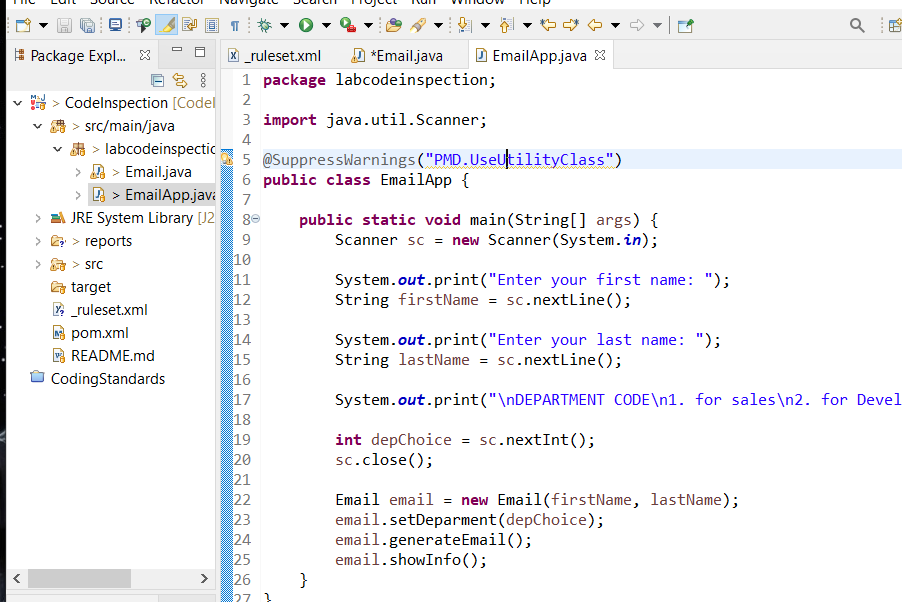 File Edit Source Refactor Navigate Search Project Run Window Help
Package Expl...
_ruleset.xml *Email.java EmailApp.java
> CodeInspection [CodeI
> src/main/java
> labcodeinspectio
> Email.java
> EmailApp.java
JRE System Library [J2
> reports
> src
target
_ruleset.xml
pom.xml
README.md
CodingStandards
1 package labcodeinspection;
2
3 import java.util.Scanner;
4
5 @SuppressWarnings("PMD.UseUtilityClass")
6 public class EmailApp {
7
8 public static void main(String[] args) {
9 Scanner sc = new Scanner(System.in);
10
11 System.out.print("Enter your first name: ");
12 String firstName = sc.nextLine();
13
14 System.out.print("Enter your last name: ");
15 String lastName = sc.nextLine();
16
17 System.out.print("\nDEPARTMENT CODE\n1. for sales\n2. for Devel
18
19 int depChoice = sc.nextInt();
20 sc.close();
21
22 Email email = new Email(firstName, lastName);
23 email.setDeparment(depChoice);
24 email.generateEmail();
25 email.showInfo();
26 }
27 }